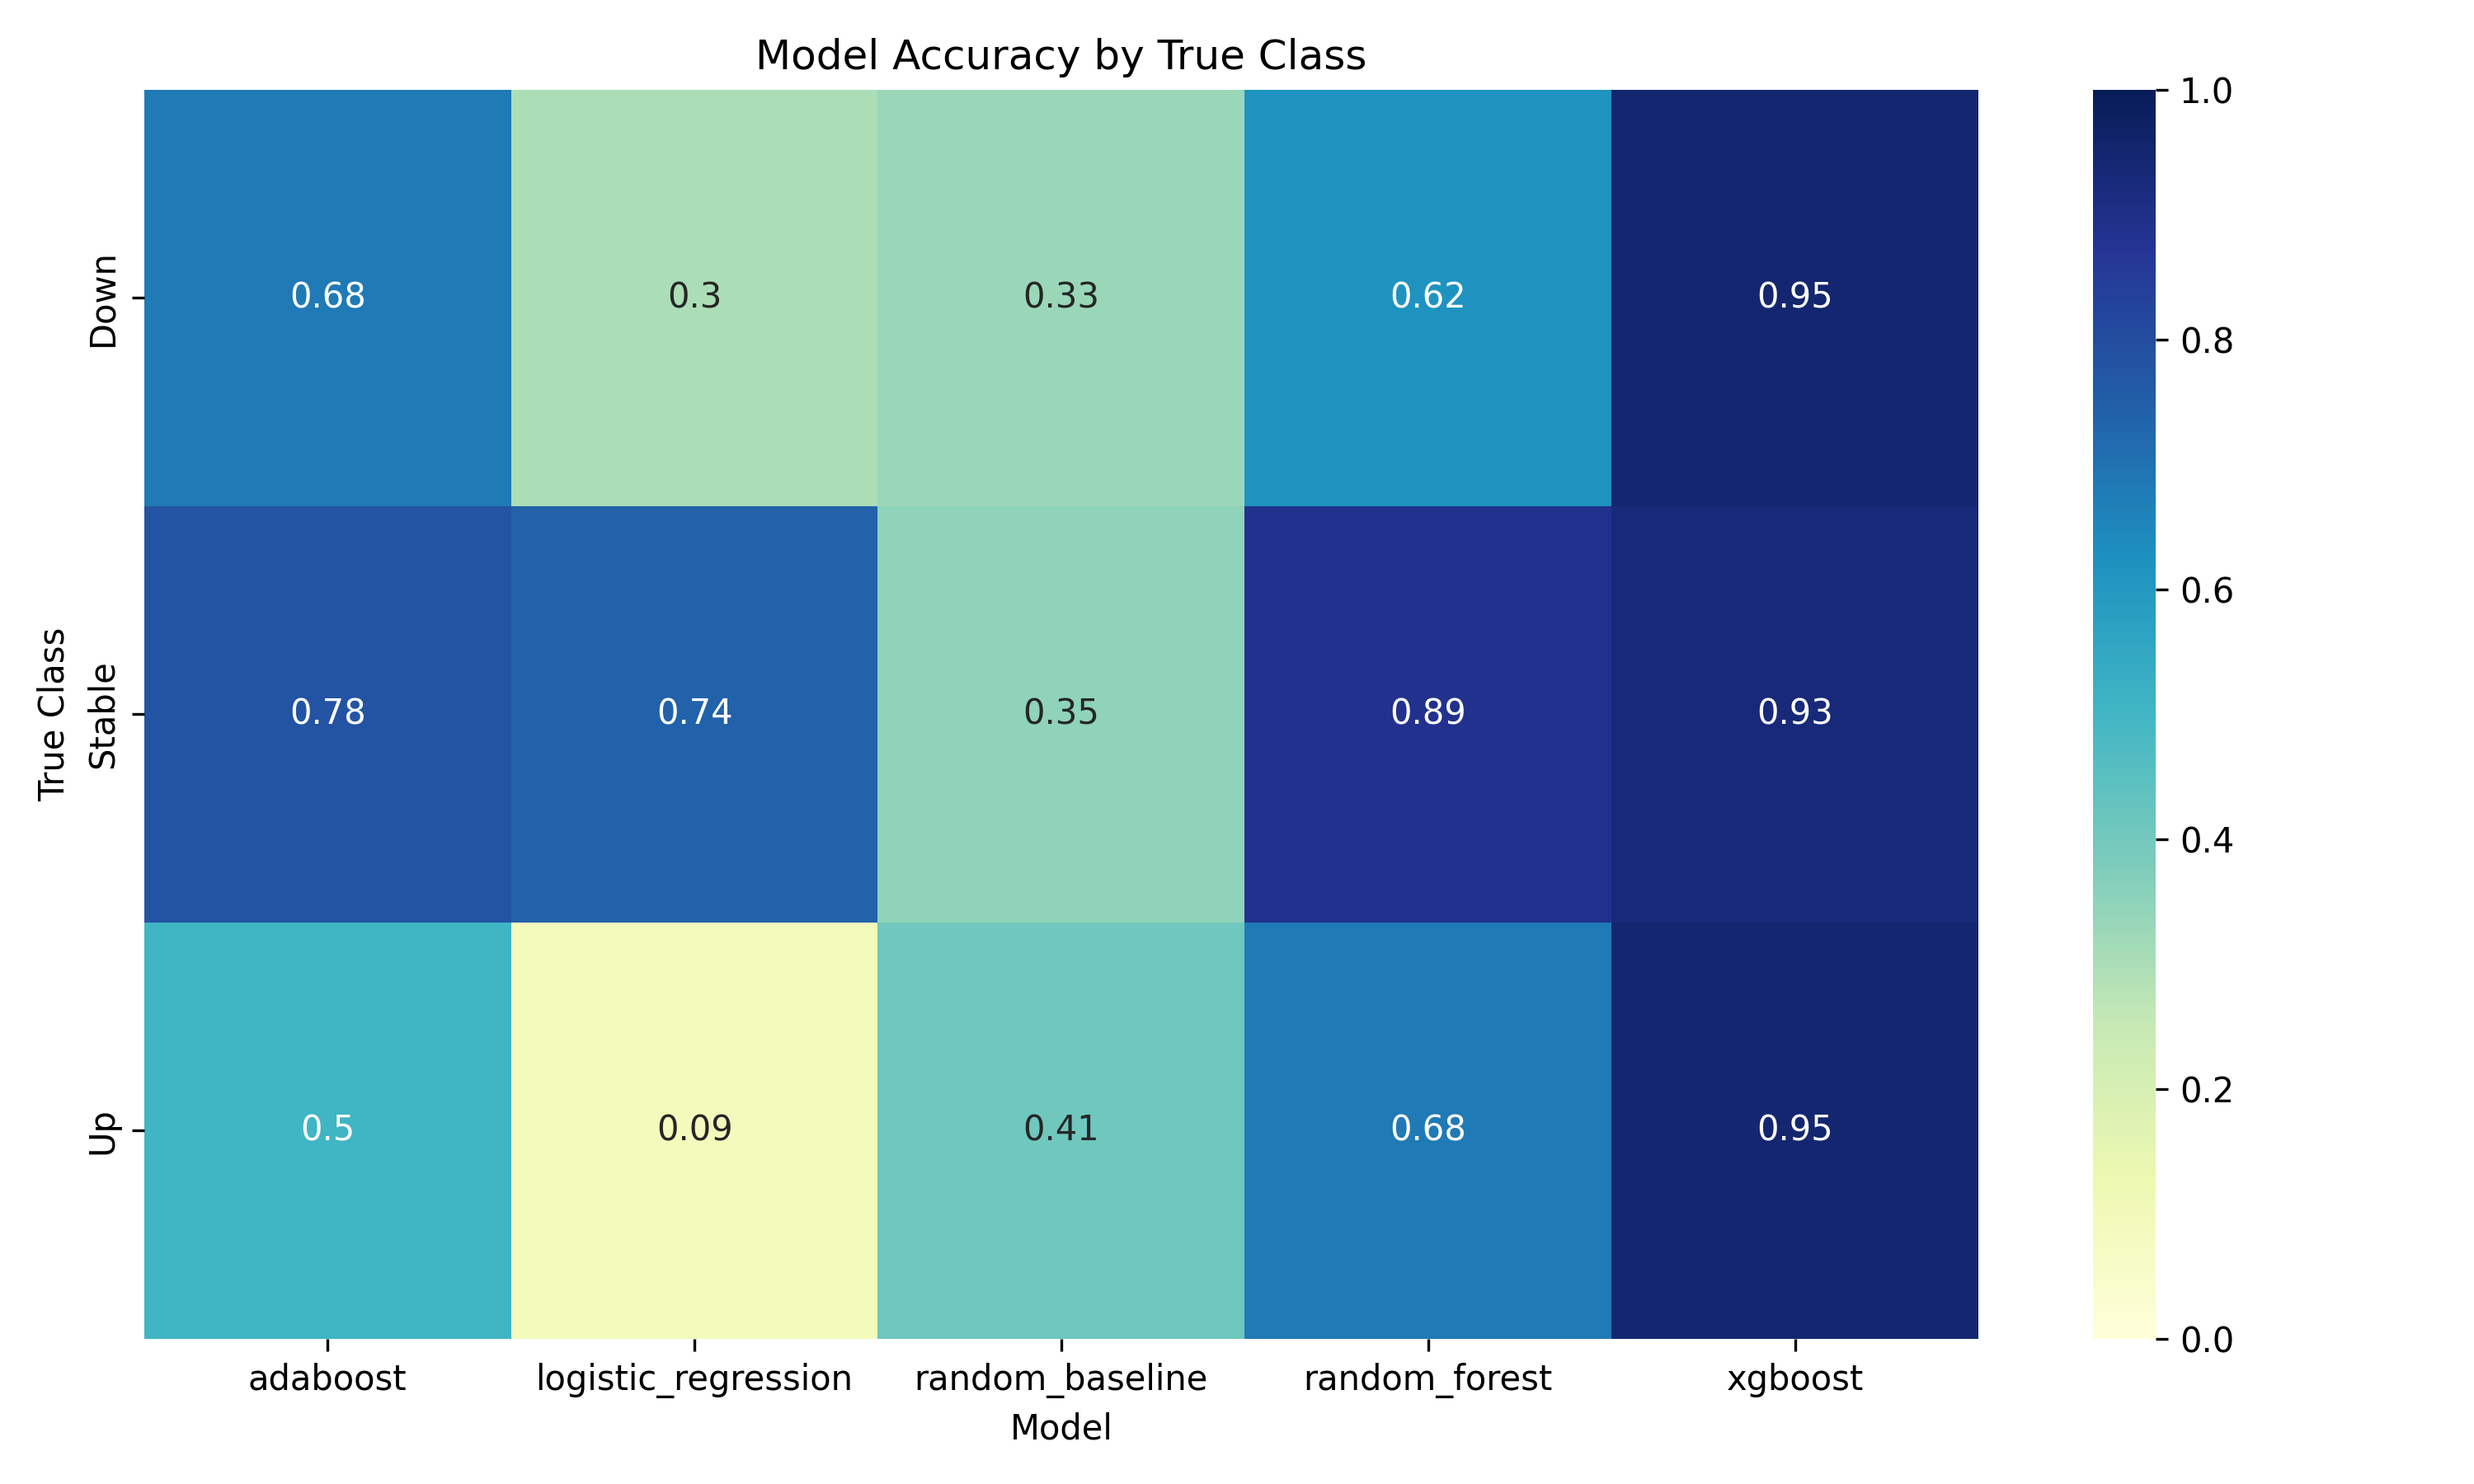 Model Accuracy by True Class
True Class
Down
0.68 0.3 0.33 0.62 0.95
Stable
0.78 0.74 0.35 0.89 0.93
Up
0.5 0.09 0.41 0.68 0.95
adaboost logistic_regression random_baseline random_forest xgboost
Model
1.0
0.8
0.6
0.4
0.2
0.0